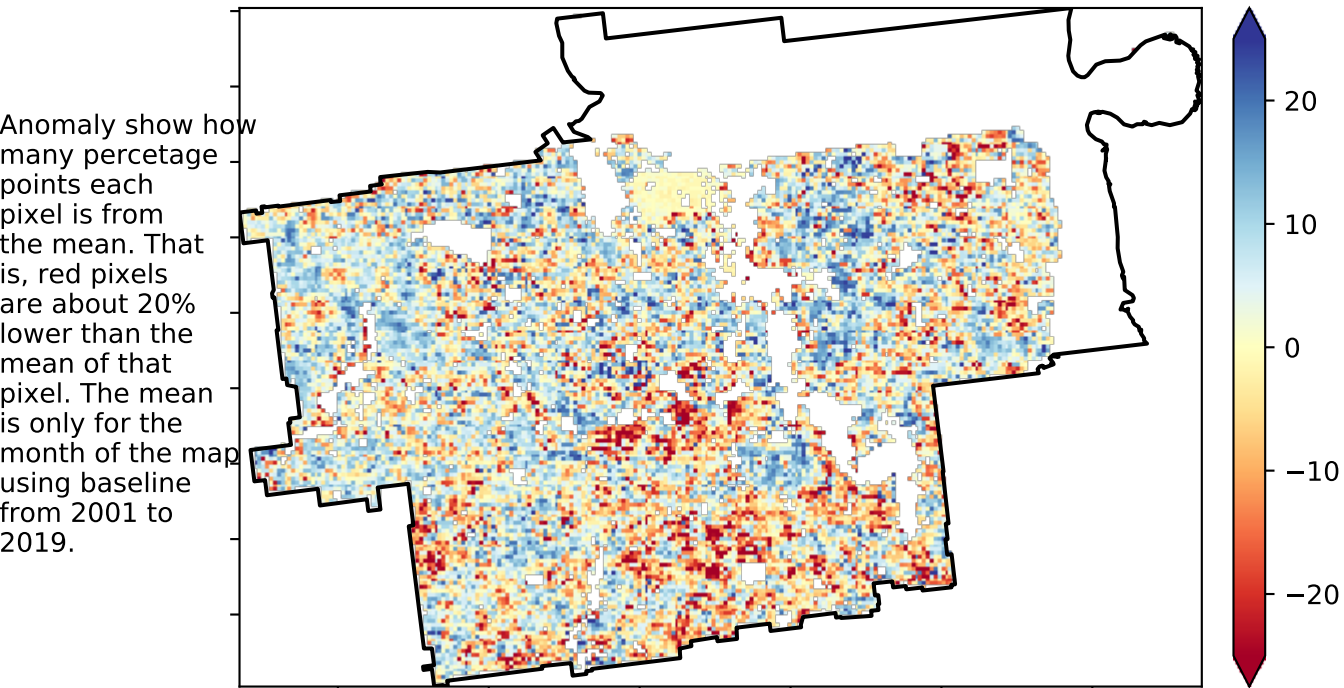 Anomaly show how
many percetage
points each
pixel is from
the mean. That
is, red pixels
are about 20%
lower than the
mean of that
pixel. The mean
is only for the
month of the map
using baseline
from 2001 to
2019.
20
10
0
−10
−20